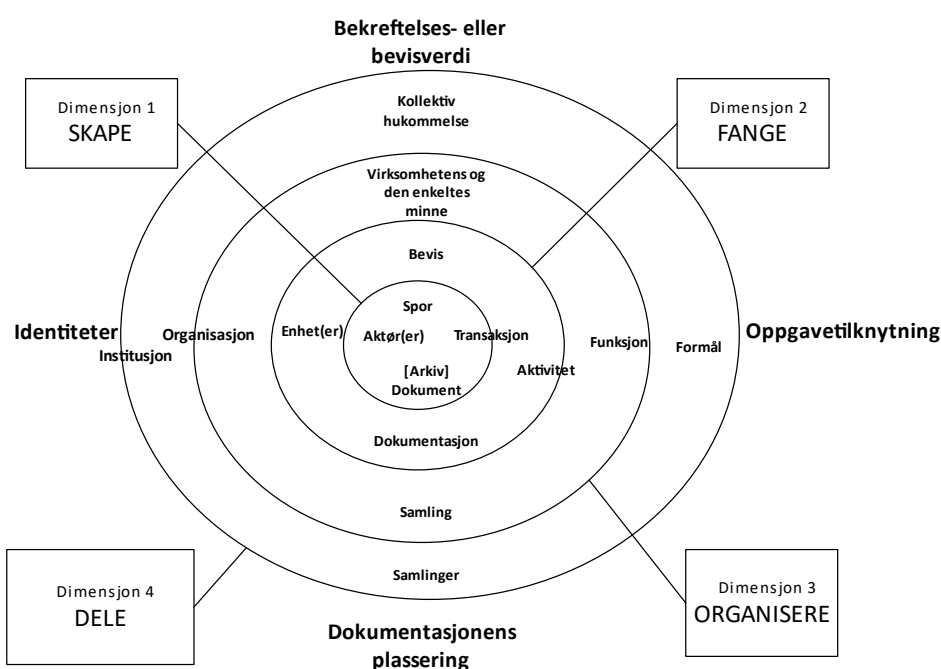 Bekreftelses- eller
bevisverdi
Dimensjon 1
SKAPE
Kollektiv
hukommelse
Dimensjon 2
FANGE
Virksomhetens og
den enkeltes
minne
Bevis
Spor
Identiteter
Institusjon
Organisasjon
Enhet(er)
Aktør(er)
Transaksjon
Aktivitet
Funksjon
Formål
Oppgavetilknytning
[Arkiv]
Dokument
Dokumentasjon
Samling
Samlinger
Dimensjon 4
DELE
Dimensjon 3
ORGANISERE
Dokumentasjonens
plassering